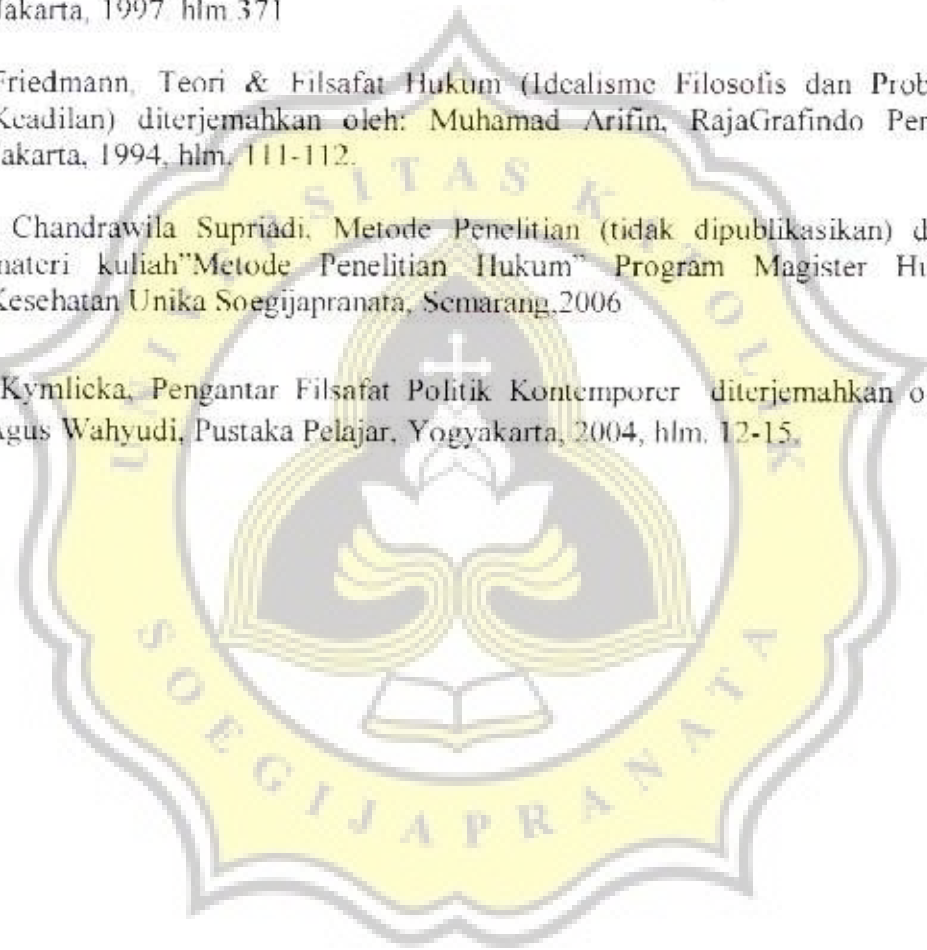 Jakarta, 1997 hlm 371
Friedmann, Teori & Filsafat Hukum (Idealisme Filosofis dan Prob
Keadilan) diterjemahkan oleh: Muhamad Arifin, RajaGrafindo Per
Jakarta, 1994, hlm. 111-112.
Chandrawila Supriadi, Metode Penelitian (tidak dipublikasikan) d
materi kuliah"Metode Penelitian Hukum" Program Magister Hu
Kesehatan Unika Soegijapranata, Semarang,2006
Kymlicka, Pengantar Filsafat Politik Kontemporer diterjemahkan o
Agus Wahyudi, Pustaka Pelajar, Yogyakarta, 2004, hlm. 12-15.
UNIVERSITAS KATOLIK
SOEGIJAPRANATA